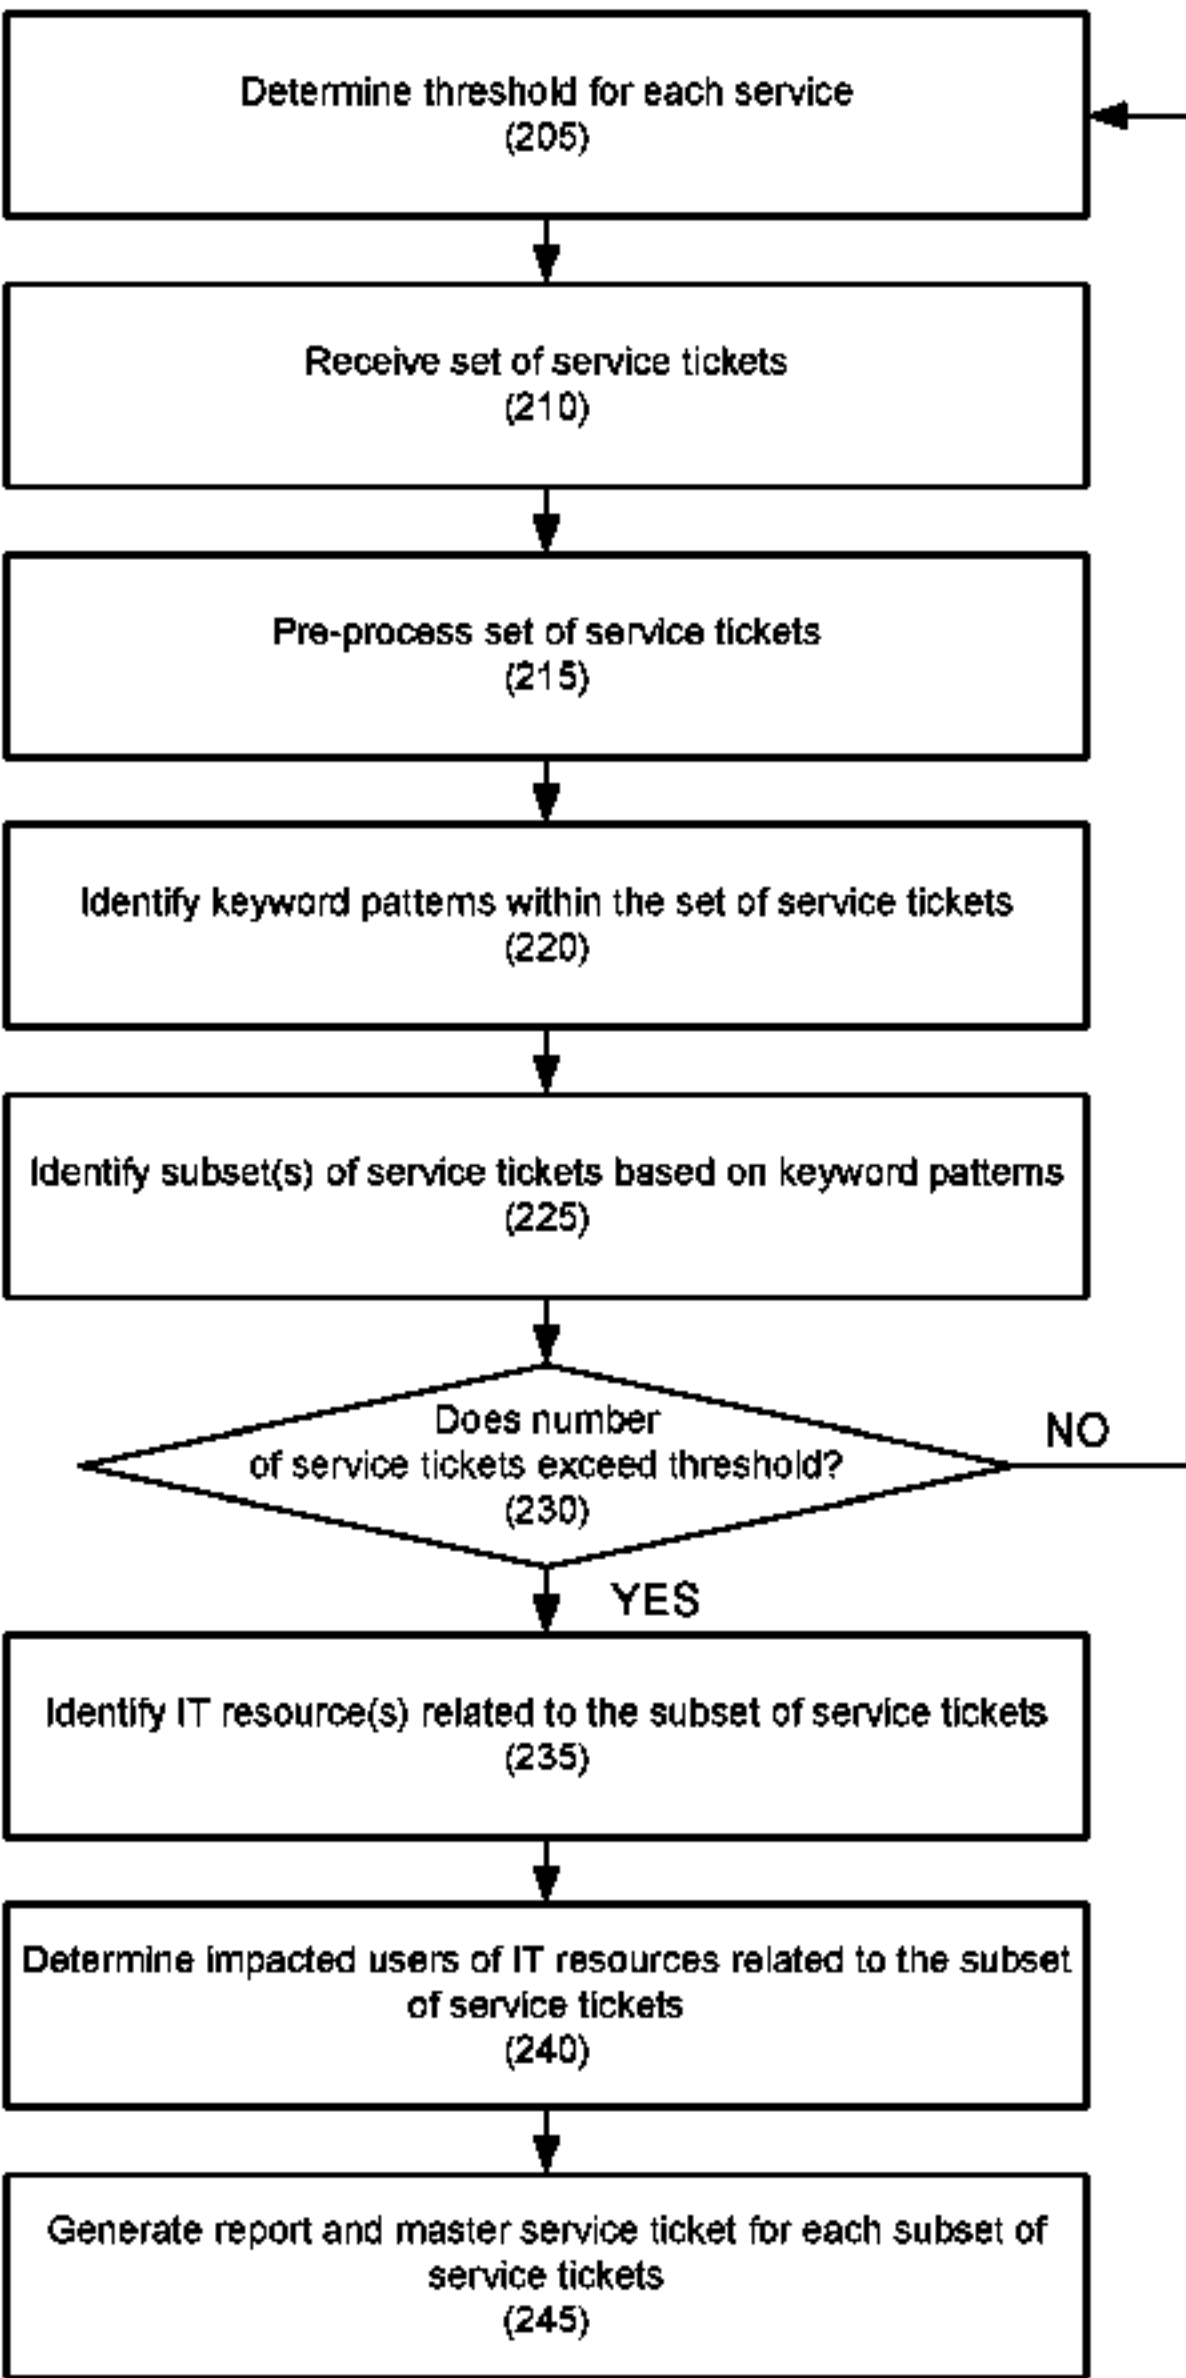 Determine threshold for each service
(205)
Receive set of service tickets
(210)
Pre-process set of service tickets
(215)
Identify keyword patterns within the set of service tickets
(220)
Identify subset(s) of service tickets based on keyword patterns
(225)
Does number
of service tickets exceed threshold?
(230)
NO
YES
Identify IT resource(s) related to the subset of service tickets
(235)
Determine impacted users of IT resources related to the subset
of service tickets
(240)
Generate report and master service ticket for each subset of
service tickets
(245)